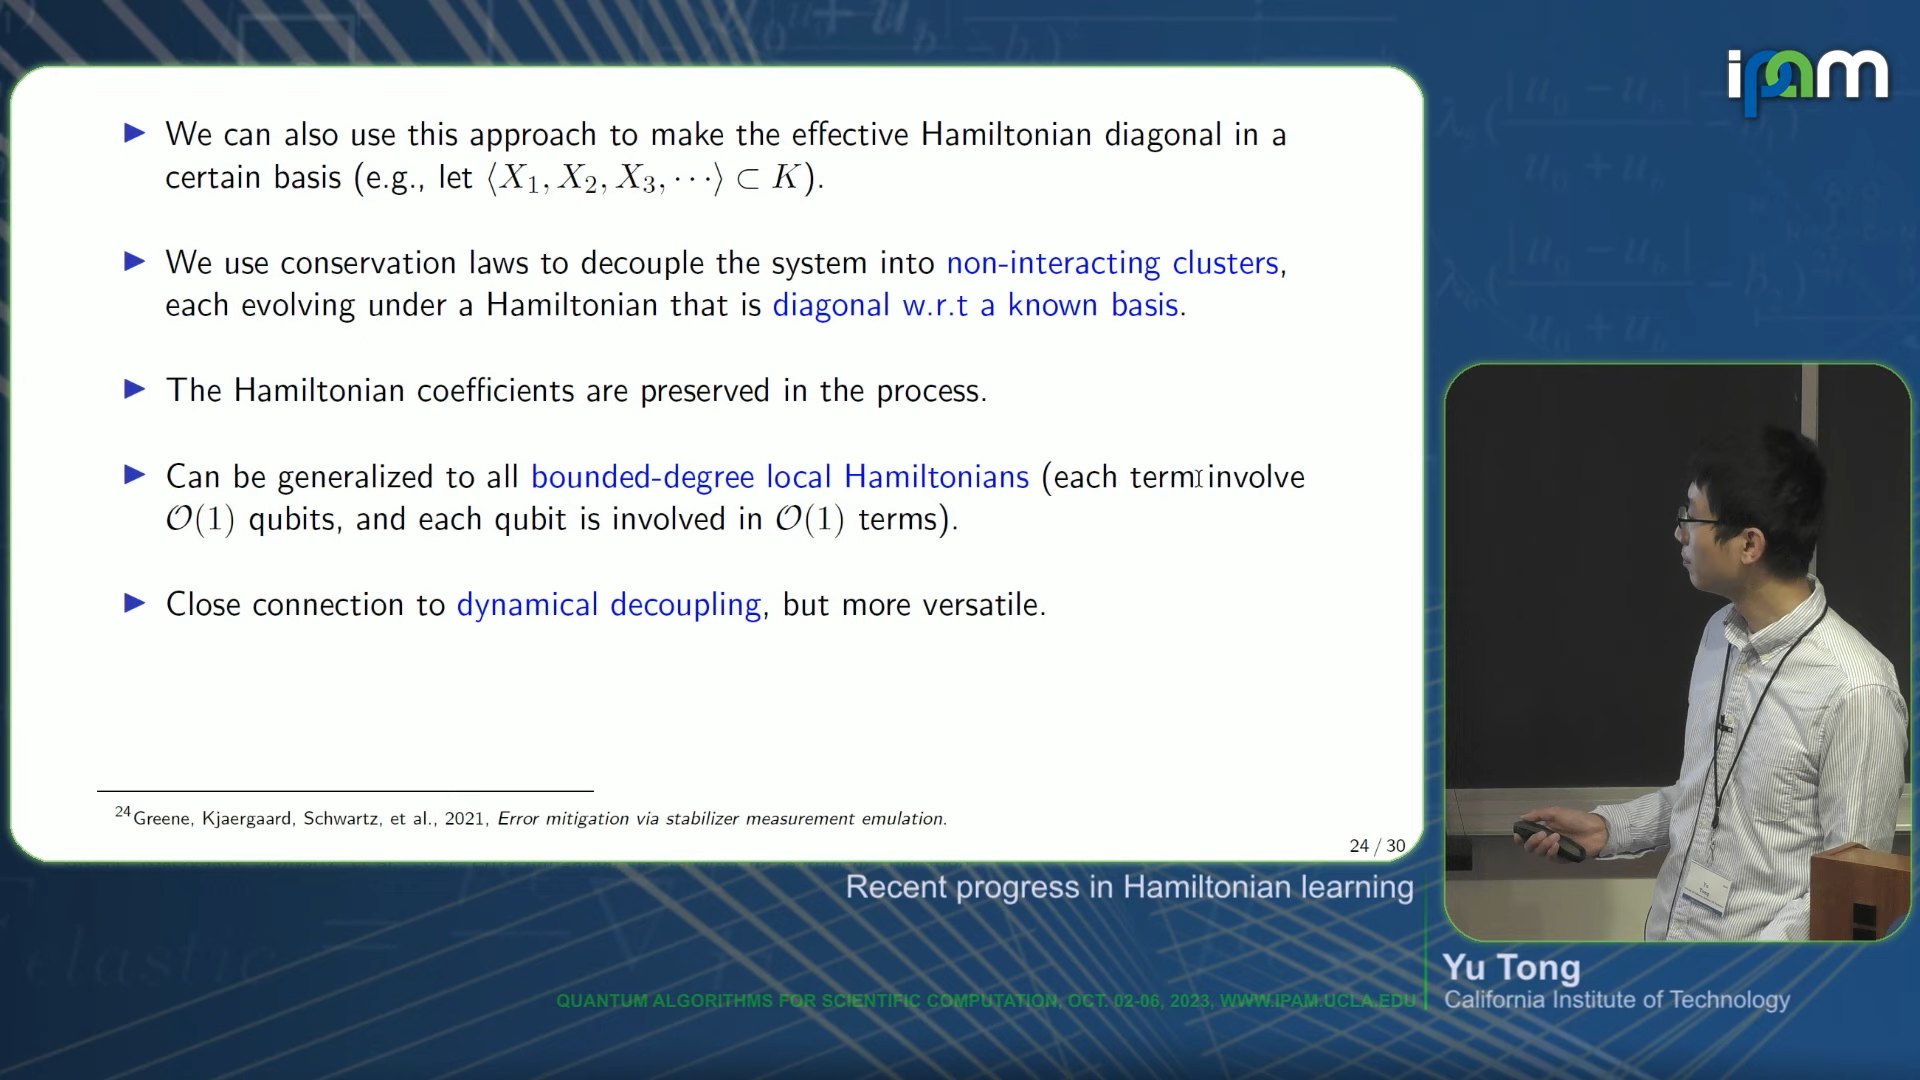 ipam
▶ We can also use this approach to make the effective Hamiltonian diagonal in a
certain basis (e.g., let ⟨X₁, X₂, X₃, ⋯⟩ ⊂ K).
▶ We use conservation laws to decouple the system into non-interacting clusters,
each evolving under a Hamiltonian that is diagonal w.r.t a known basis.
▶ The Hamiltonian coefficients are preserved in the process.
▶ Can be generalized to all bounded-degree local Hamiltonians (each term involve
𝒪(1) qubits, and each qubit is involved in 𝒪(1) terms).
▶ Close connection to dynamical decoupling, but more versatile.
²⁴Greene, Kjaergaard, Schwartz, et al., 2021, Error mitigation via stabilizer measurement emulation.
24 / 30
Recent progress in Hamiltonian learning
Yu Tong
California Institute of Technology
QUANTUM ALGORITHMS FOR SCIENTIFIC COMPUTATION, OCT. 02-06, 2023, WWW.IPAM.UCLA.EDU